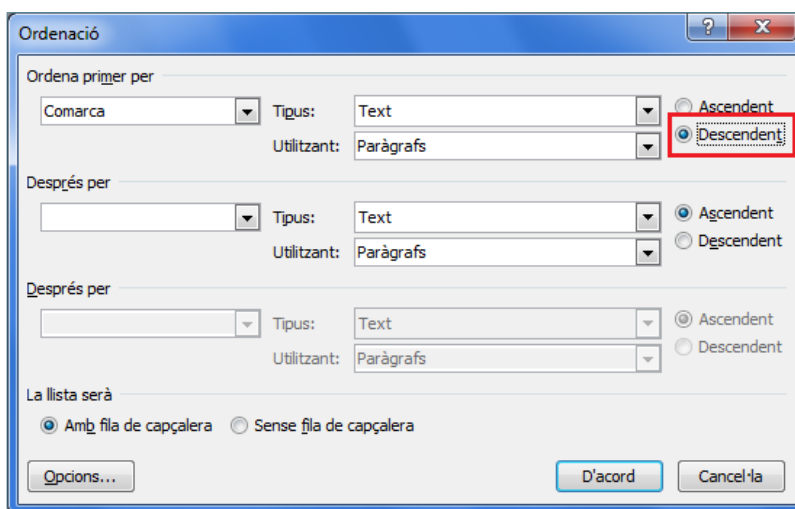 Ordenació
Ordena primer per
Comarca Tipus: Text Ascendent
Utilitzant: Paràgrafs Descendent
Després per
Tipus: Text Ascendent
Utilitzant: Paràgrafs Descendent
Després per
Tipus: Text Ascendent
Utilitzant: Paràgrafs Descendent
La llista serà
Amb fila de capçalera Sense fila de capçalera
Opcions... D'acord Cancel·la